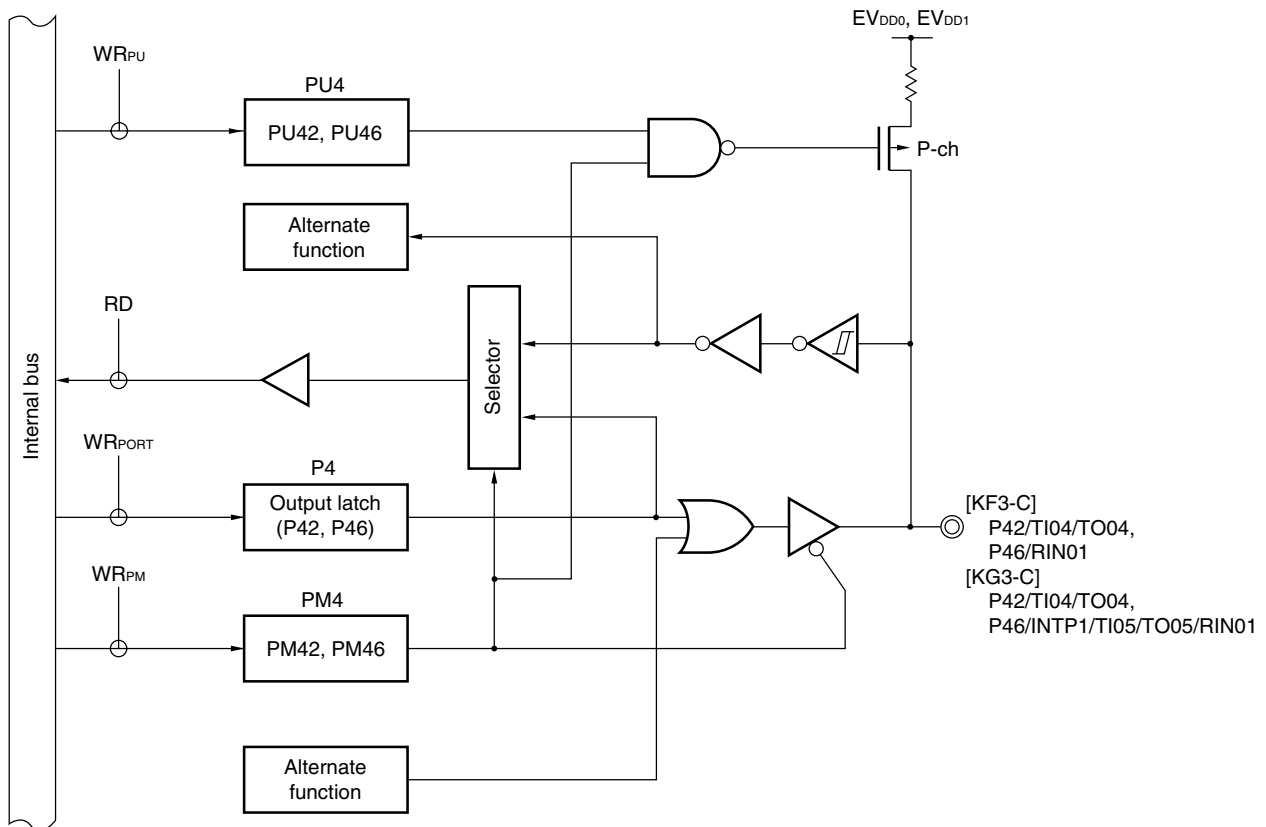 EVDD0, EVDD1
WRPU
PU4
PU42, PU46
P-ch
Alternate
function
RD
Selector
Internal bus
WRPORT
P4
Output latch
(P42, P46)
WRPM
PM4
PM42, PM46
[KF3-C]
P42/TI04/TO04,
P46/RIN01
[KG3-C]
P42/TI04/TO04,
P46/INTP1/TI05/TO05/RIN01
Alternate
function